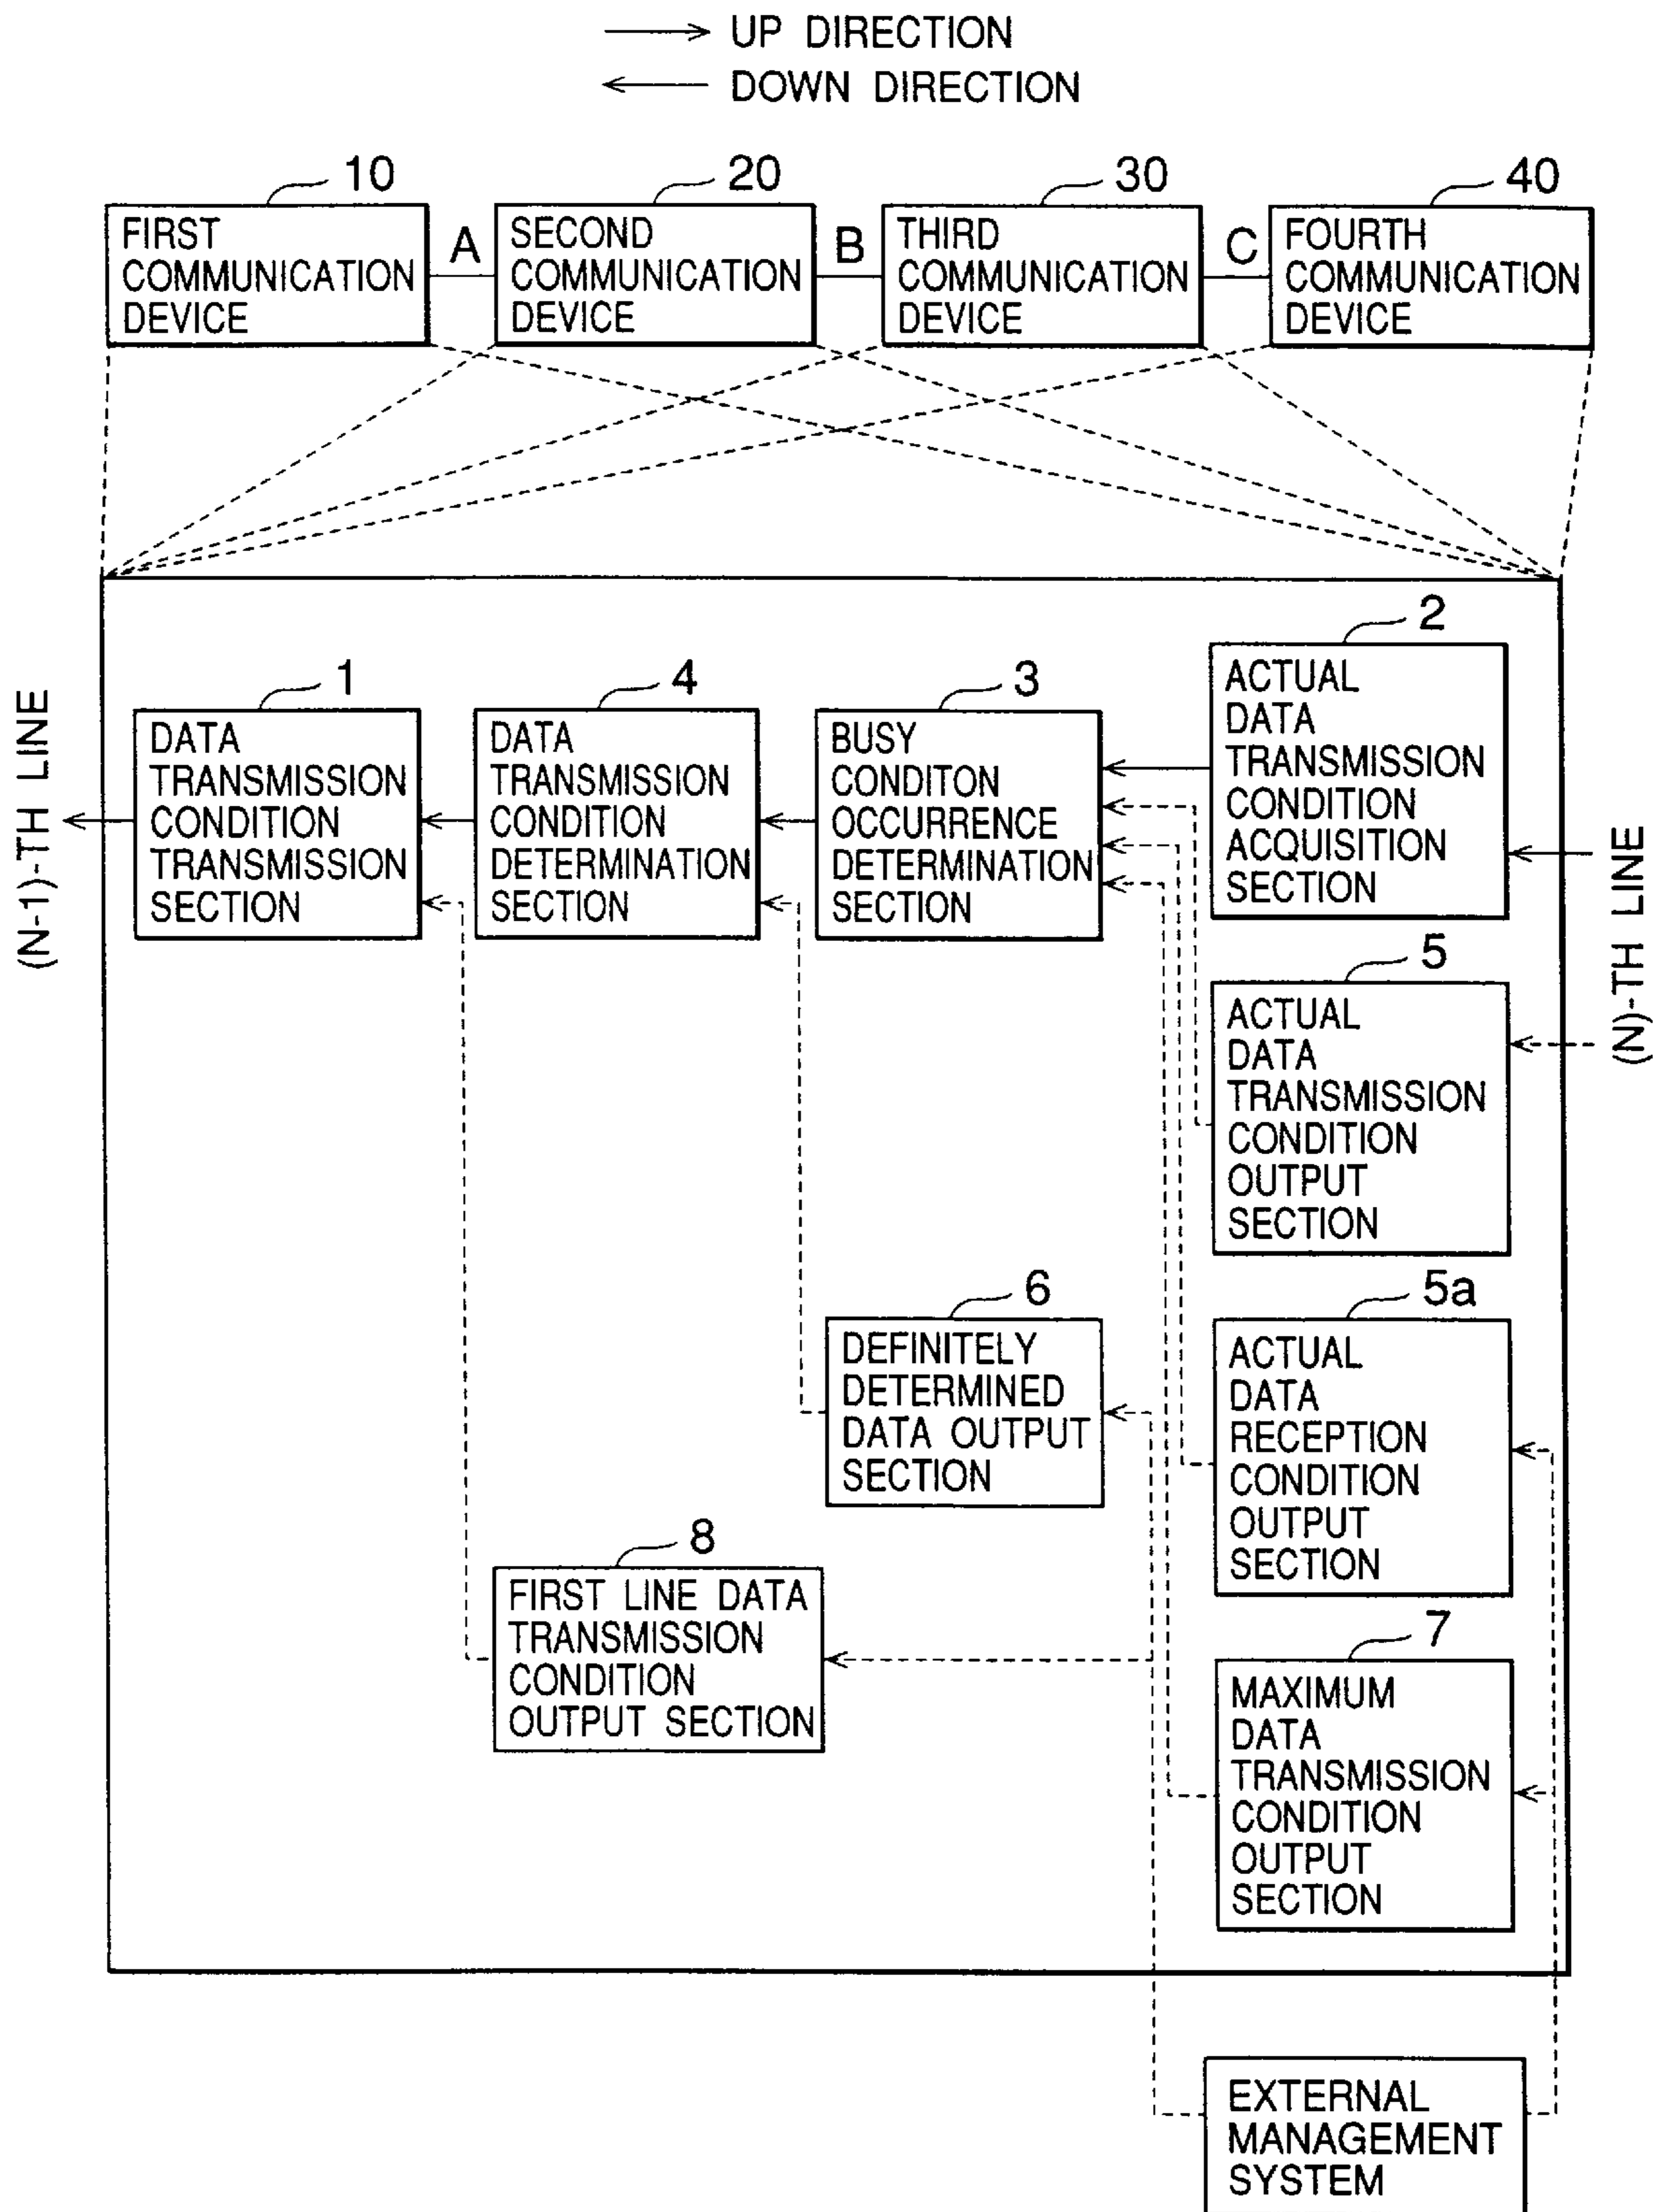 UP DIRECTION
DOWN DIRECTION
10
20
30
40
FIRST
COMMUNICATION
DEVICE
A
SECOND
COMMUNICATION
DEVICE
B
THIRD
COMMUNICATION
DEVICE
C
FOURTH
COMMUNICATION
DEVICE
(N-1)-TH LINE
1
DATA
TRANSMISSION
CONDITION
TRANSMISSION
SECTION
4
DATA
TRANSMISSION
CONDITION
DETERMINATION
SECTION
3
BUSY
CONDITON
OCCURRENCE
DETERMINATION
SECTION
2
ACTUAL
DATA
TRANSMISSION
CONDITION
ACQUISITION
SECTION
(N)-TH LINE
5
ACTUAL
DATA
TRANSMISSION
CONDITION
OUTPUT
SECTION
6
DEFINITELY
DETERMINED
DATA OUTPUT
SECTION
5a
ACTUAL
DATA
RECEPTION
CONDITION
OUTPUT
SECTION
8
FIRST LINE DATA
TRANSMISSION
CONDITION
OUTPUT SECTION
7
MAXIMUM
DATA
TRANSMISSION
CONDITION
OUTPUT
SECTION
EXTERNAL
MANAGEMENT
SYSTEM